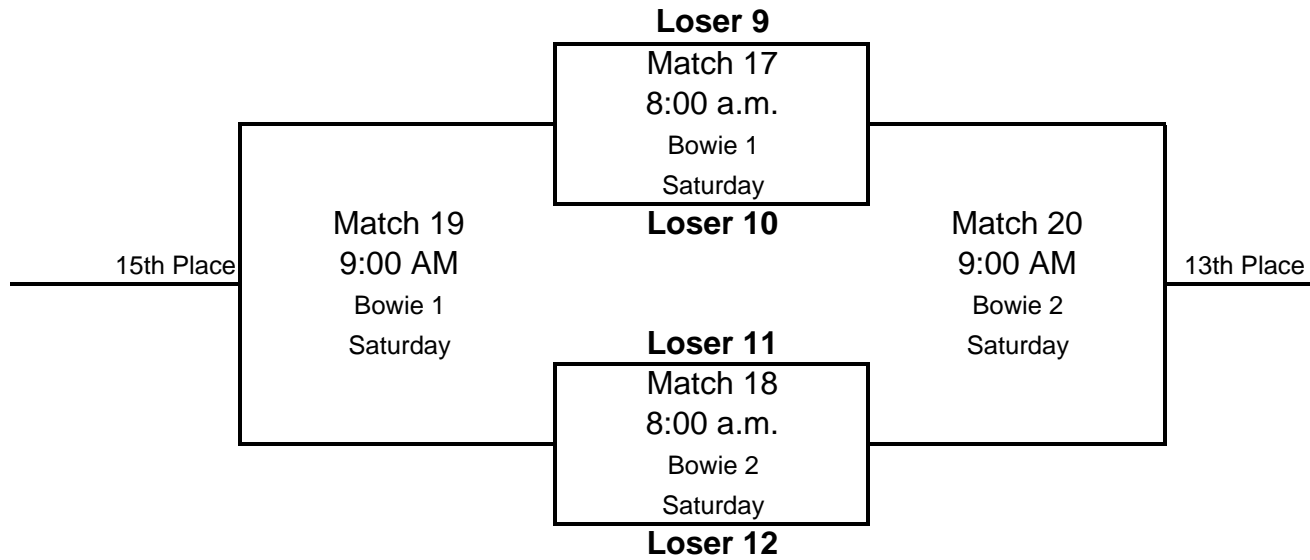 Loser 9
Match 17
8:00 a.m.
Bowie 1
Saturday
Loser 10
Match 19
9:00 AM
Bowie 1
Saturday
15th Place
Match 20
9:00 AM
Bowie 2
Saturday
13th Place
Loser 11
Match 18
8:00 a.m.
Bowie 2
Saturday
Loser 12